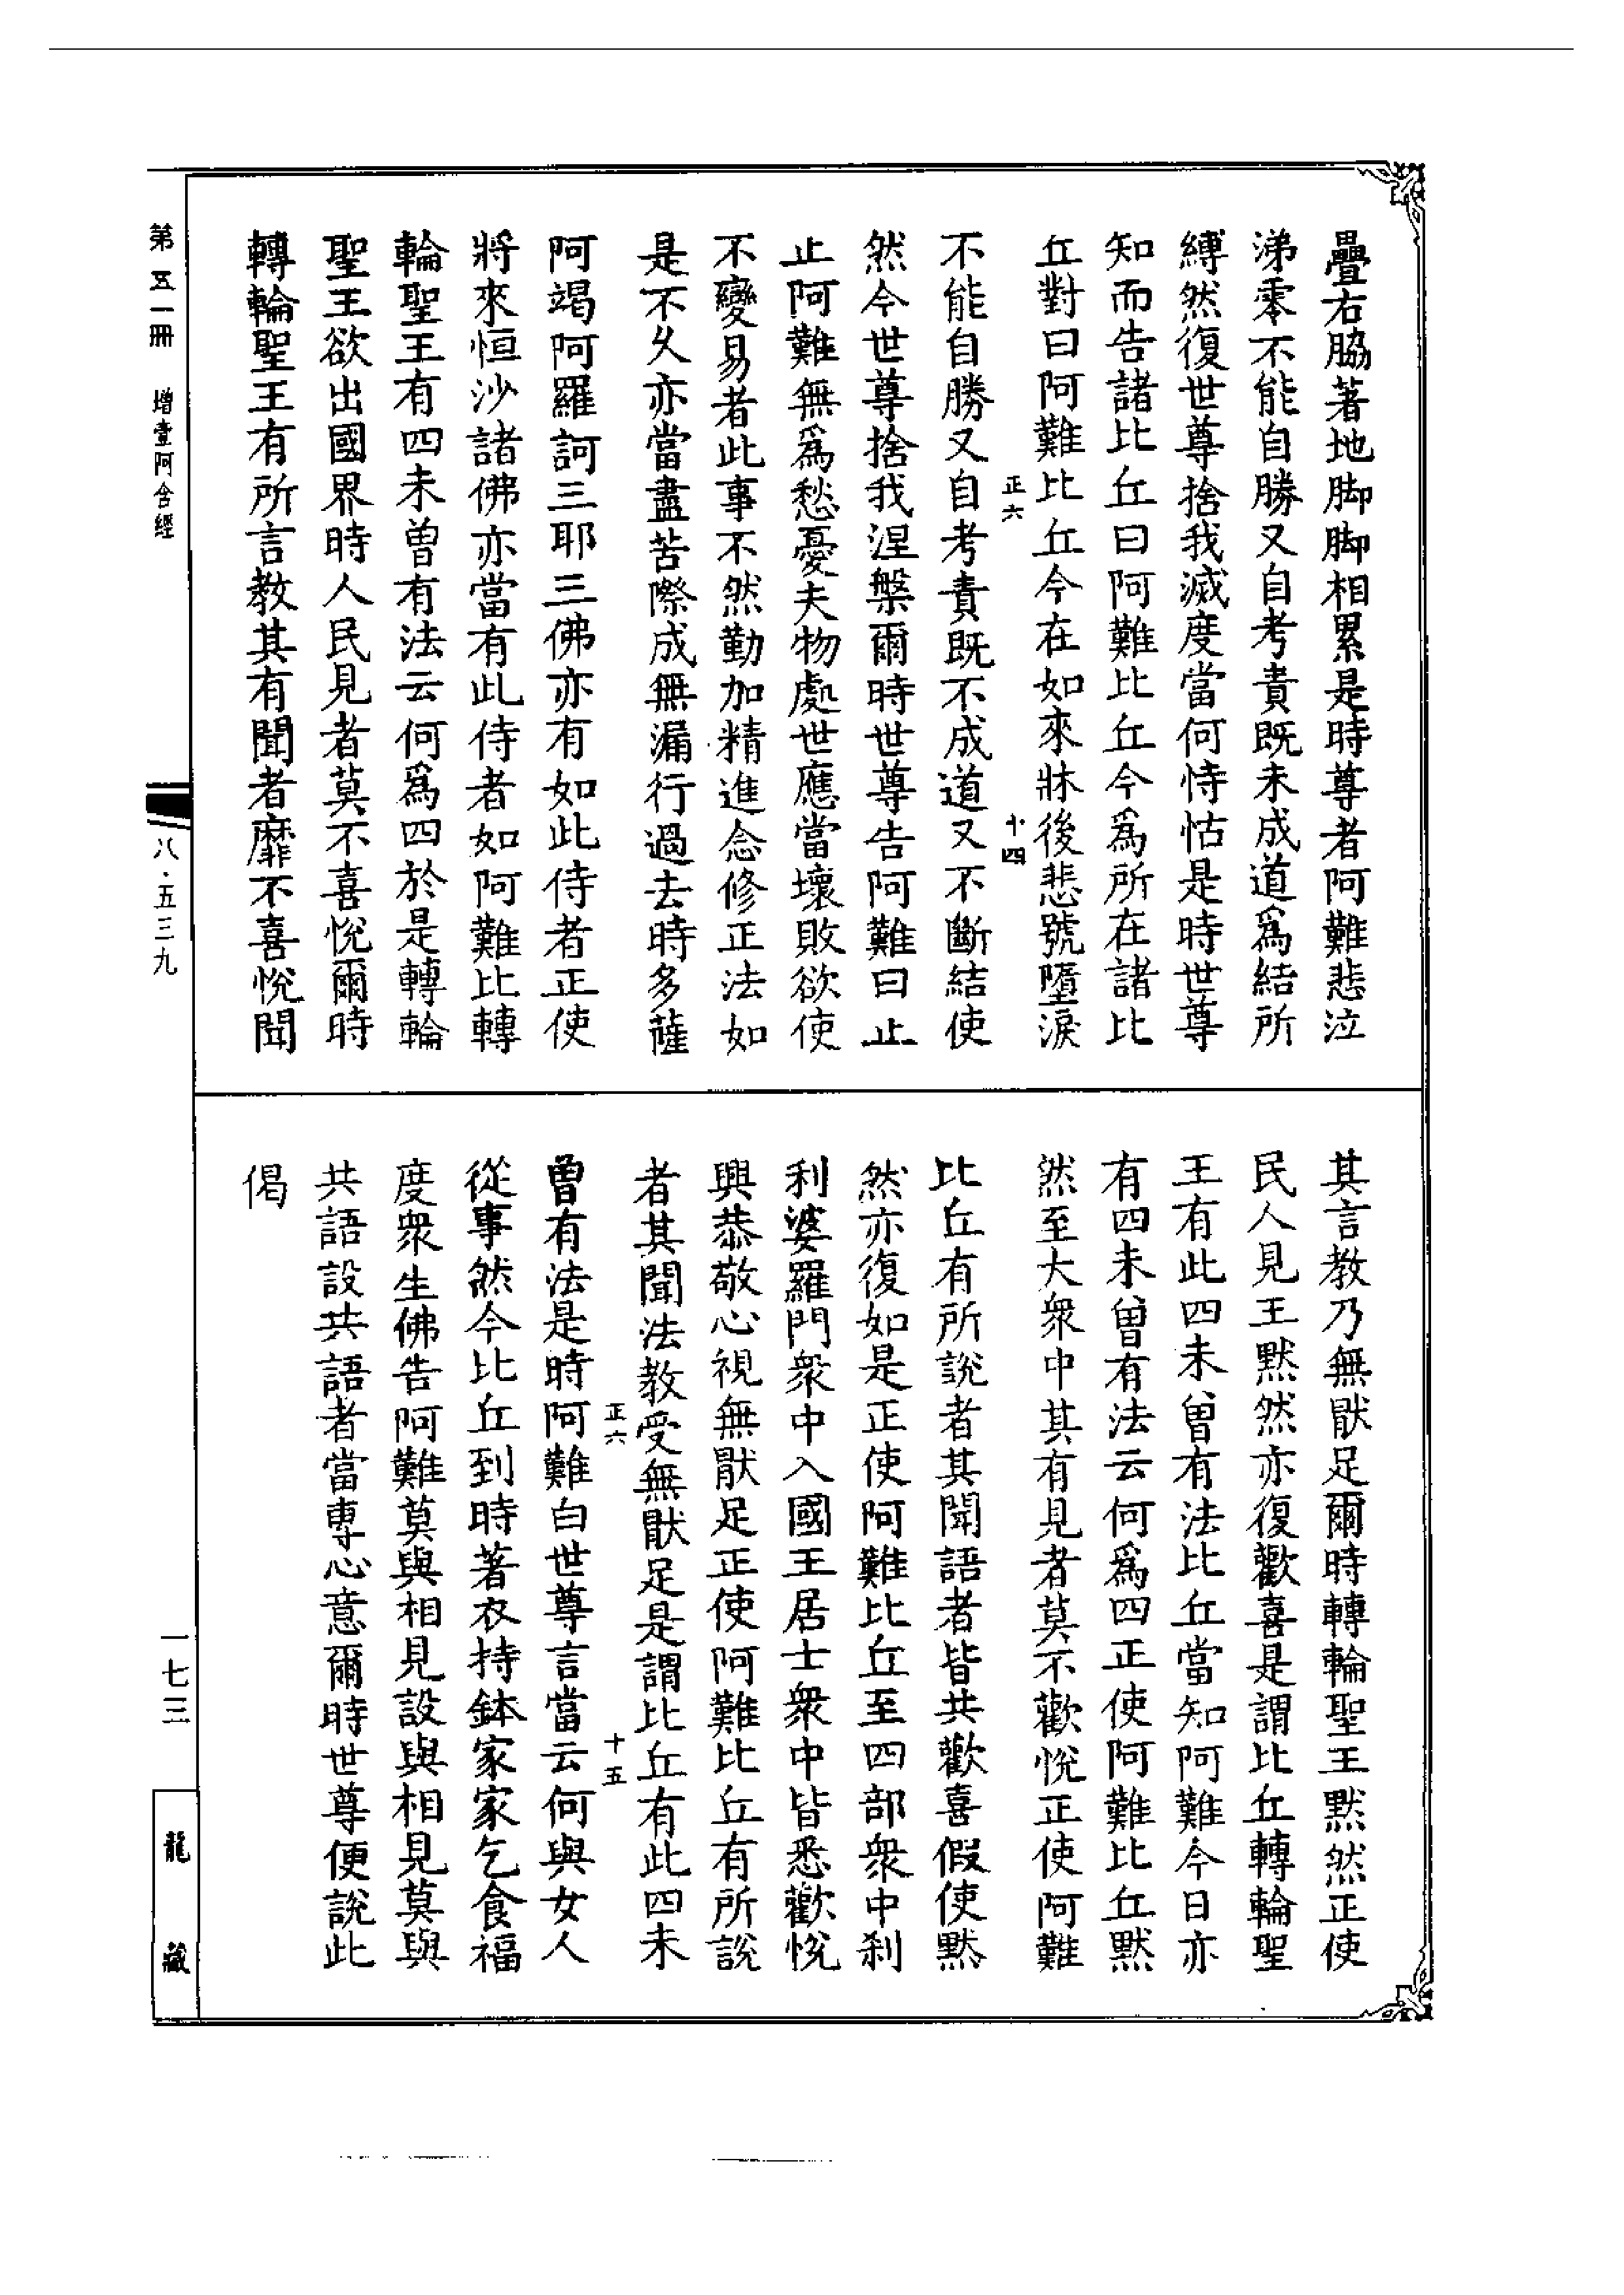 疊右脇著地脚脚相累是時尊者阿難悲泣
涕零不能自勝又自考責既未成道爲結所
縛然復世尊捨我滅度當何恃怙是時世尊
知而告諸比丘曰阿難比丘今爲所在諸比
丘對曰阿難比丘今在如來牀後悲號墮淚
正六 十四
不能自勝又自考責既不成道又不斷結使
然今世尊捨我涅槃爾時世尊告阿難曰止
止阿難無爲愁憂夫物處世應當壞敗欲使
不變易者此事不然勤加精進念修正法如
是不久亦當盡苦際成無漏行過去時多薩
阿竭阿羅訶三耶三佛亦有如此侍者正使
將來恒沙諸佛亦當有此侍者如阿難比轉
輪聖王有四未曾有法云何爲四於是轉輪
聖王欲出國界時人民見者莫不喜悅爾時
轉輪聖王有所言教其有聞者靡不喜悅聞
其言教乃無猒足爾時轉輪聖王默然正使
民人見王默然亦復歡喜是謂比丘轉輪聖
王有此四未曾有法比丘當知阿難今日亦
有四未曾有法云何爲四正使阿難比丘默
然至大衆中其有見者莫不歡悅正使阿難
比丘有所說者其聞語者皆共歡喜假使默
然亦復如是正使阿難比丘至四部衆中刹
利婆羅門衆中入國王居士衆中皆悉歡悅
興恭敬心視無猒足正使阿難比丘有所說
者其聞法教受無猒足是謂比丘有此四未
正六 十五
曾有法是時阿難白世尊言當云何與女人
從事然今比丘到時著衣持鉢家家乞食福
度衆生佛告阿難莫與相見設與相見莫與
共語設共語者當專心意爾時世尊便說此
偈
第五一冊 增壹阿含經
八·五三九
一七三
龍藏